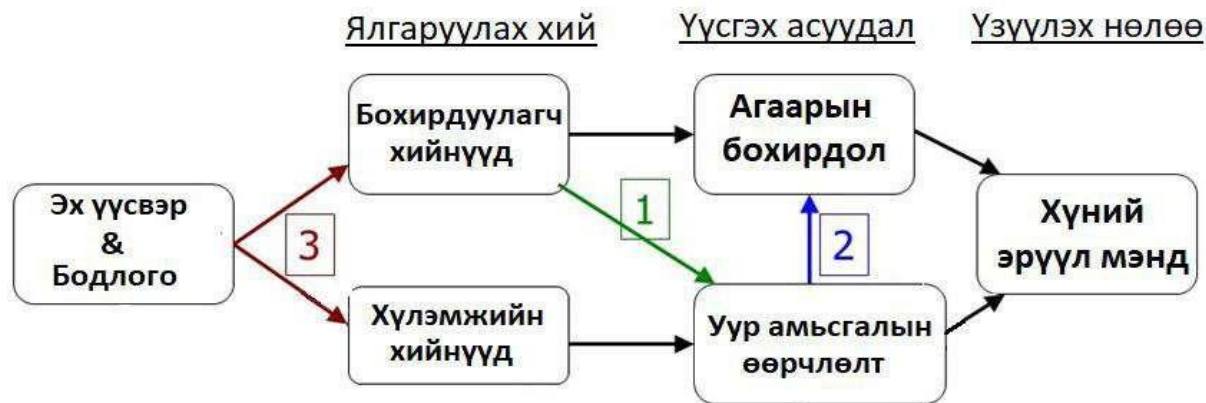 Ялгаруулах хий
Үүсгэх асуудал
Үзүүлэх нөлөө
Бохирдуулагч
хийнүүд
Агаарын
бохирдол
Эх үүсвэр
&
Бодлого
3
1
2
Хүний
эрүүл мэнд
Хүлэмжийн
хийнүүд
Уур амьсгалын
өөрчлөлт